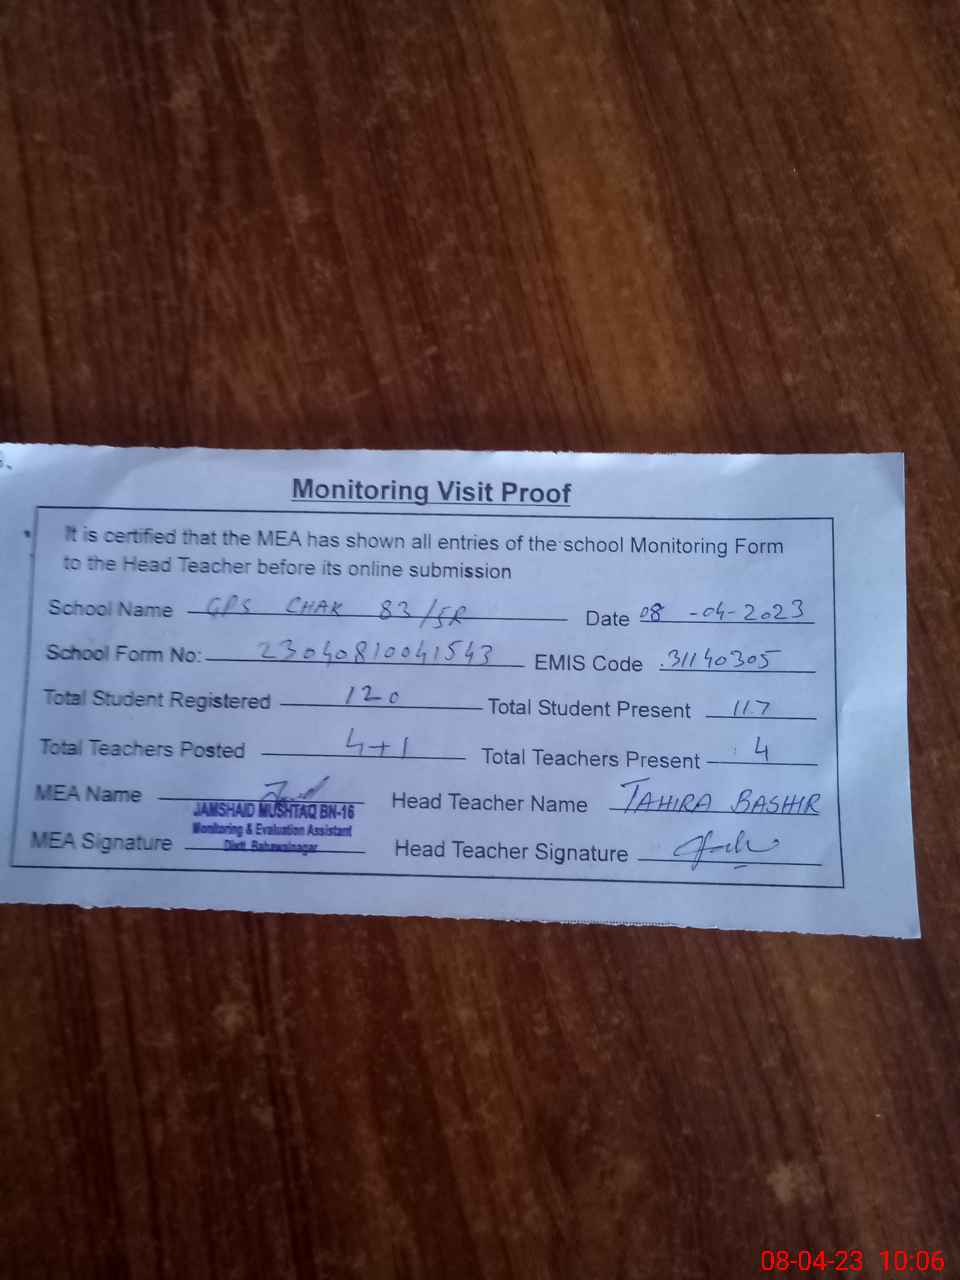 Monitoring Visit Proof
It is certified that the MEA has shown all entries of the school Monitoring Form
to the Head Teacher before its online submission
School Name GPS CHAK 83/5R Date 08-04-2023
School Form No: 23040810041543 EMIS Code 31140305
Total Student Registered 120 Total Student Present 117
Total Teachers Posted 4+1 Total Teachers Present 4
MEA Name Head Teacher Name TAHIRA BASHIR
JAMSHAID MUSHTAQ BN-16
Monitoring & Evaluation Assistant
MEA Signature Distt. Bahawalnagar Head Teacher Signature
08-04-23 10:06